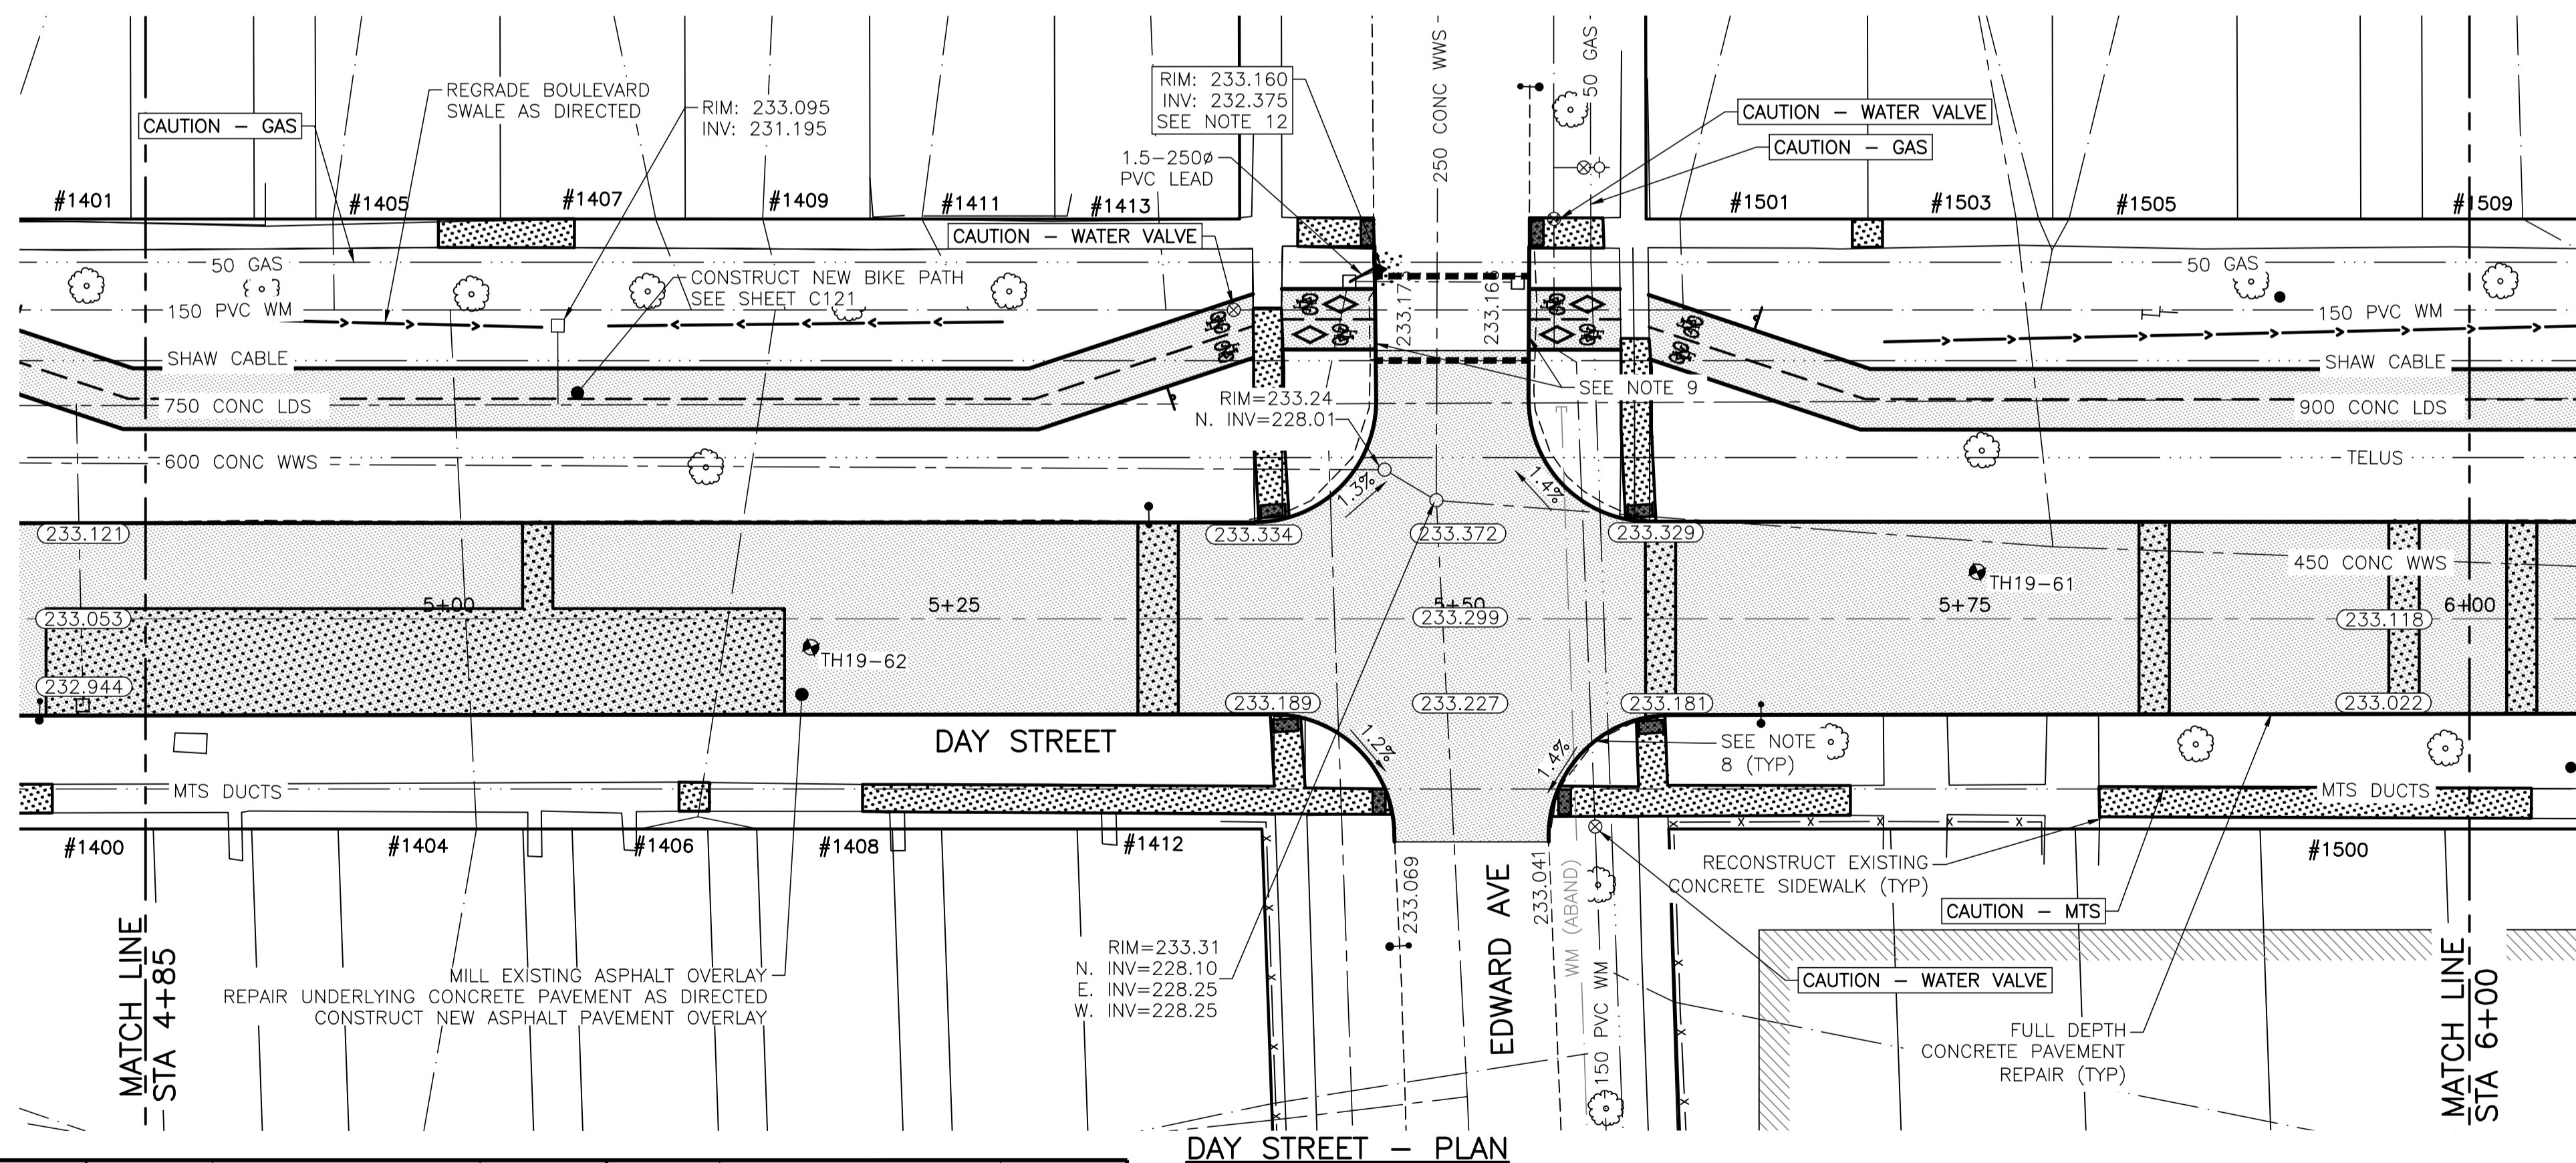 250 CONC WWS
50 GAS
REGRADE BOULEVARD
SWALE AS DIRECTED
RIM: 233.095
INV: 231.195
CAUTION – GAS
RIM: 233.160
INV: 232.375
SEE NOTE 12
1.5–250ø
PVC LEAD
CAUTION – WATER VALVE
CAUTION – GAS
#1401
#1405
#1407
#1409
#1411
#1413
#1501
#1503
#1505
#1509
CAUTION – WATER VALVE
50 GAS
CONSTRUCT NEW BIKE PATH
SEE SHEET C121
50 GAS
150 PVC WM
150 PVC WM
SHAW CABLE
SHAW CABLE
SEE NOTE 9
750 CONC LDS
RIM=233.24
N. INV=228.01
900 CONC LDS
600 CONC WWS
TELUS
1.3%
1.4%
233.121
233.334
233.372
233.329
450 CONC WWS
TH19–61
5+00
5+25
5+50
5+75
6+00
233.053
233.299
233.118
TH19–62
232.944
233.189
233.227
233.181
233.022
DAY STREET
1.2%
1.4%
SEE NOTE
8 (TYP)
MTS DUCTS
MTS DUCTS
#1400
#1404
#1406
#1408
#1412
#1500
RECONSTRUCT EXISTING
CONCRETE SIDEWALK (TYP)
233.069
233.041
EDWARD AVE
WM (ABAND)
150 PVC WM
CAUTION – MTS
RIM=233.31
N. INV=228.10
E. INV=228.25
W. INV=228.25
MILL EXISTING ASPHALT OVERLAY
REPAIR UNDERLYING CONCRETE PAVEMENT AS DIRECTED
CONSTRUCT NEW ASPHALT PAVEMENT OVERLAY
CAUTION – WATER VALVE
FULL DEPTH
CONCRETE PAVEMENT
REPAIR (TYP)
MATCH LINE
STA 4+85
MATCH LINE
STA 6+00
DAY STREET – PLAN